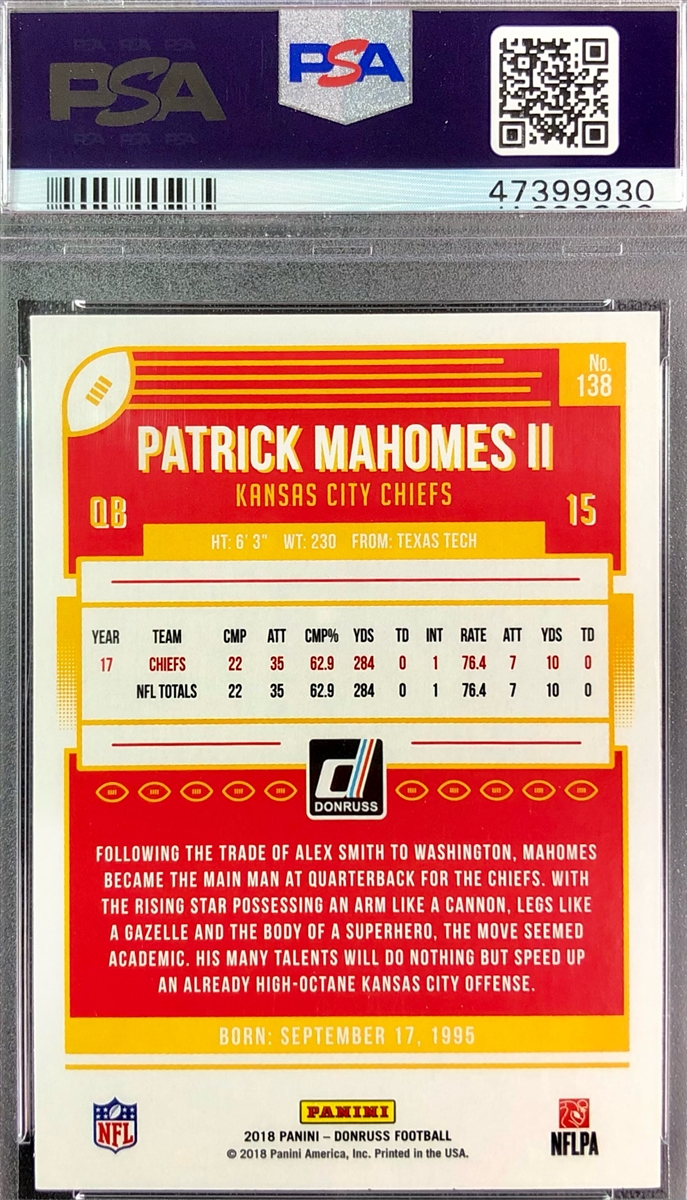 PSA PSA PSA
PSA
PSA PSA PSA
PSA
47399930
No.
138
PATRICK MAHOMES II
KANSAS CITY CHIEFS
QB
15
HT: 6' 3" WT: 230 FROM: TEXAS TECH
YEAR TEAM CMP ATT CMP% YDS TD INT RATE ATT YDS TD
17 CHIEFS 22 35 62.9 284 0 1 76.4 7 10 0
NFL TOTALS 22 35 62.9 284 0 1 76.4 7 10 0
d
DONRUSS
FOLLOWING THE TRADE OF ALEX SMITH TO WASHINGTON, MAHOMES
BECAME THE MAIN MAN AT QUARTERBACK FOR THE CHIEFS. WITH
THE RISING STAR POSSESSING AN ARM LIKE A CANNON, LEGS LIKE
A GAZELLE AND THE BODY OF A SUPERHERO, THE MOVE SEEMED
ACADEMIC. HIS MANY TALENTS WILL DO NOTHING BUT SPEED UP
AN ALREADY HIGH-OCTANE KANSAS CITY OFFENSE.
BORN: SEPTEMBER 17, 1995
NFL
PANINI
2018 PANINI – DONRUSS FOOTBALL
© 2018 Panini America, Inc. Printed in the USA.
NFLPA